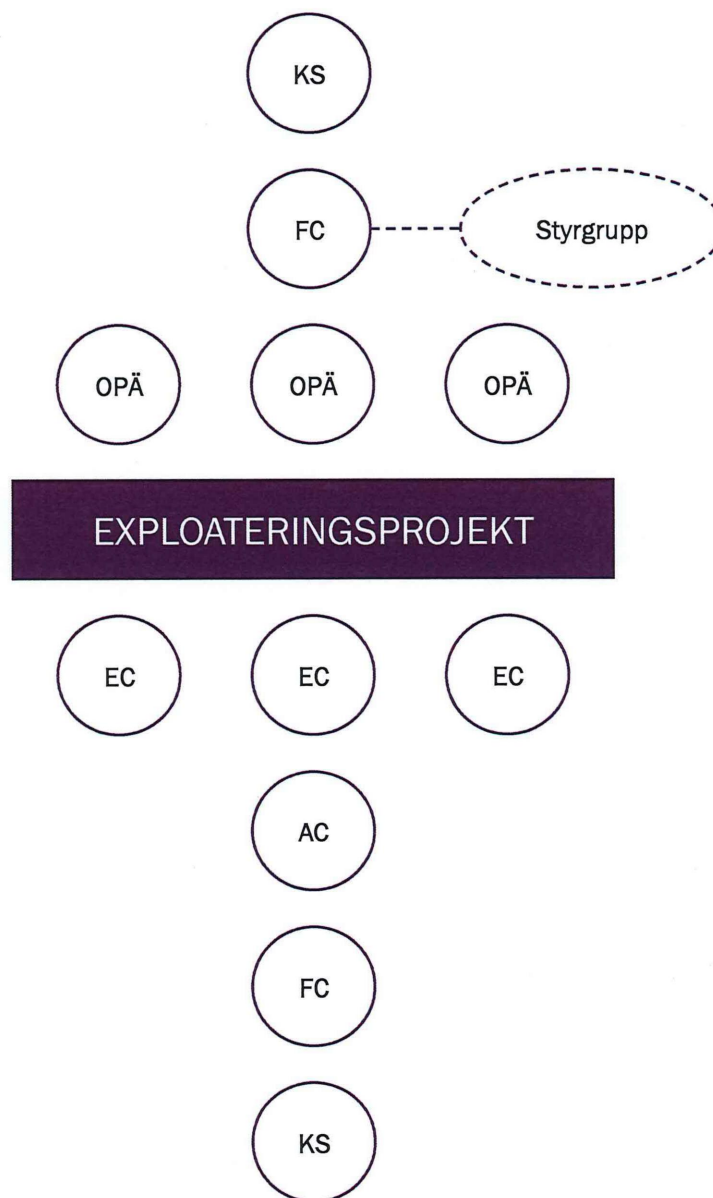 KS
FC
Styrgrupp
OPÄ OPÄ OPÄ
EXPLOATERINGSPROJEKT
EC EC EC
AC
FC
KS